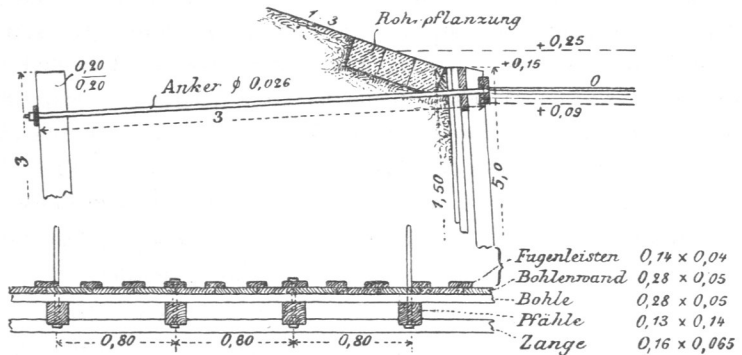 1 : 3
Rohrpflanzung
+ 0,25
+ 0,15
0,20
0,20
Anker ϕ 0,026
0
+ 0,09
3
3
1,50
5,0
Fugenleisten 0,14 x 0,04
Bohlenwand 0,28 x 0,05
Bohle 0,28 x 0,05
Pfähle 0,13 x 0,14
Zange 0,16 x 0,065
0,80 0,80 0,80